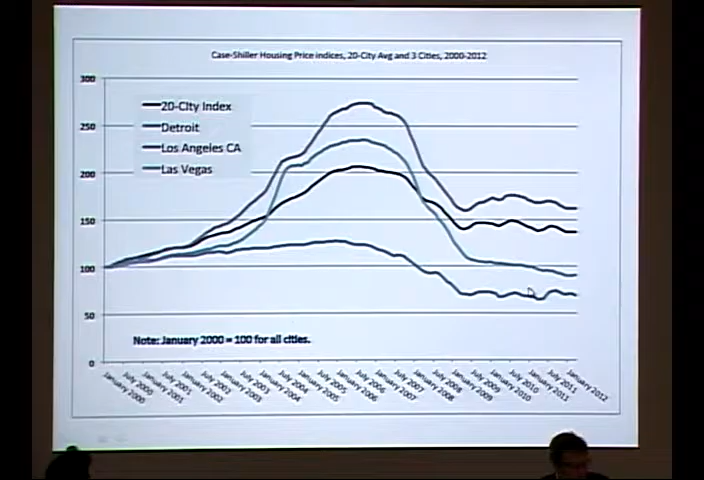 Case-Shiller Housing Price indices, 20-City Avg and 3 Cities, 2000-2012
300
250
200
150
100
50
0
20-City Index
Detroit
Los Angeles CA
Las Vegas
Note: January 2000 = 100 for all cities.
January 2000
July 2000
January 2001
July 2001
January 2002
July 2002
January 2003
July 2003
January 2004
July 2004
January 2005
July 2005
January 2006
July 2006
January 2007
July 2007
January 2008
July 2008
January 2009
July 2009
January 2010
July 2010
January 2011
July 2011
January 2012